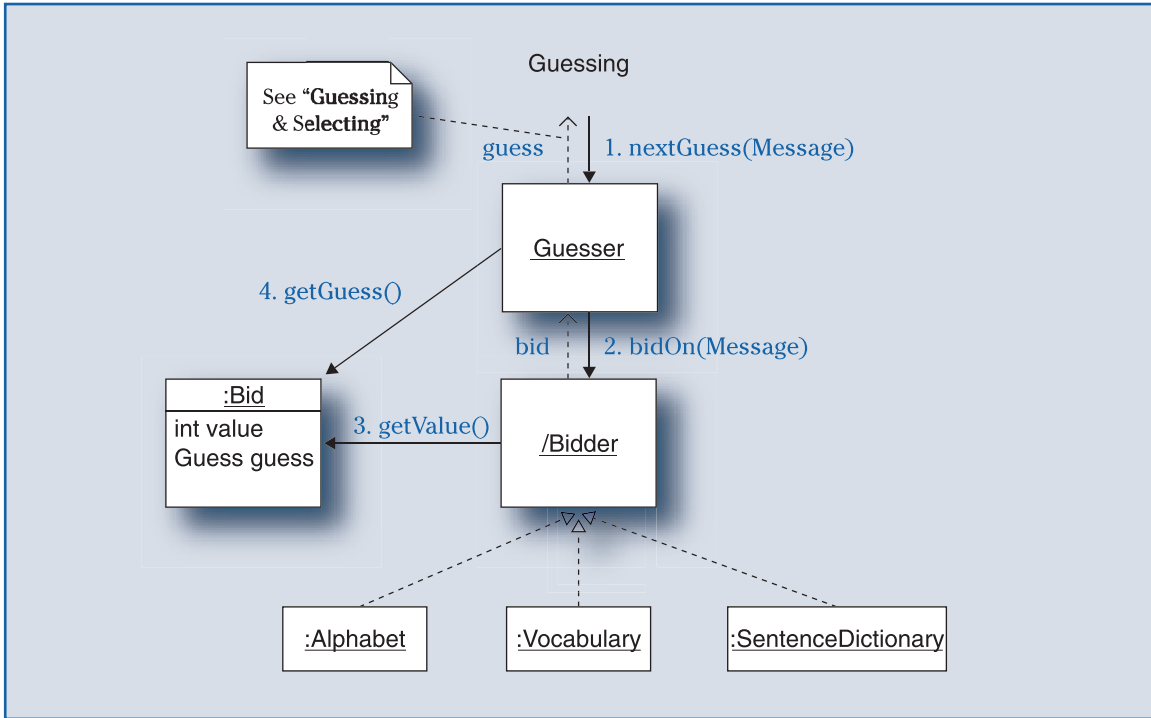 Guessing
See “Guessing
& Selecting”
guess
1. nextGuess(Message)
Guesser
4. getGuess()
bid
2. bidOn(Message)
:Bid
int value
Guess guess
3. getValue()
/Bidder
:Alphabet
:Vocabulary
:SentenceDictionary